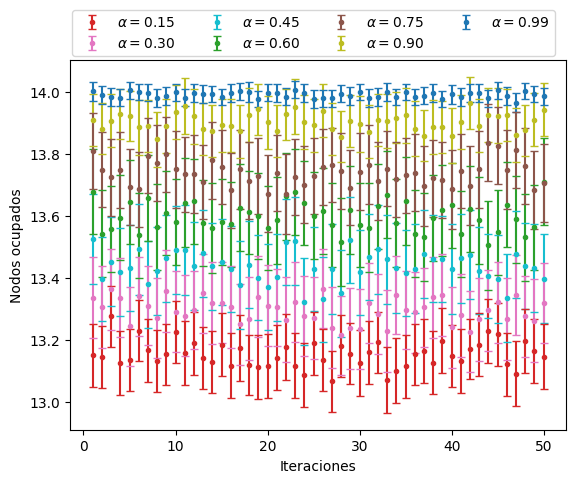 α = 0.15 α = 0.45 α = 0.75 α = 0.99
α = 0.30 α = 0.60 α = 0.90
14.0
13.8
13.6
13.4
13.2
13.0
Nodos ocupados
0 10 20 30 40 50
Iteraciones